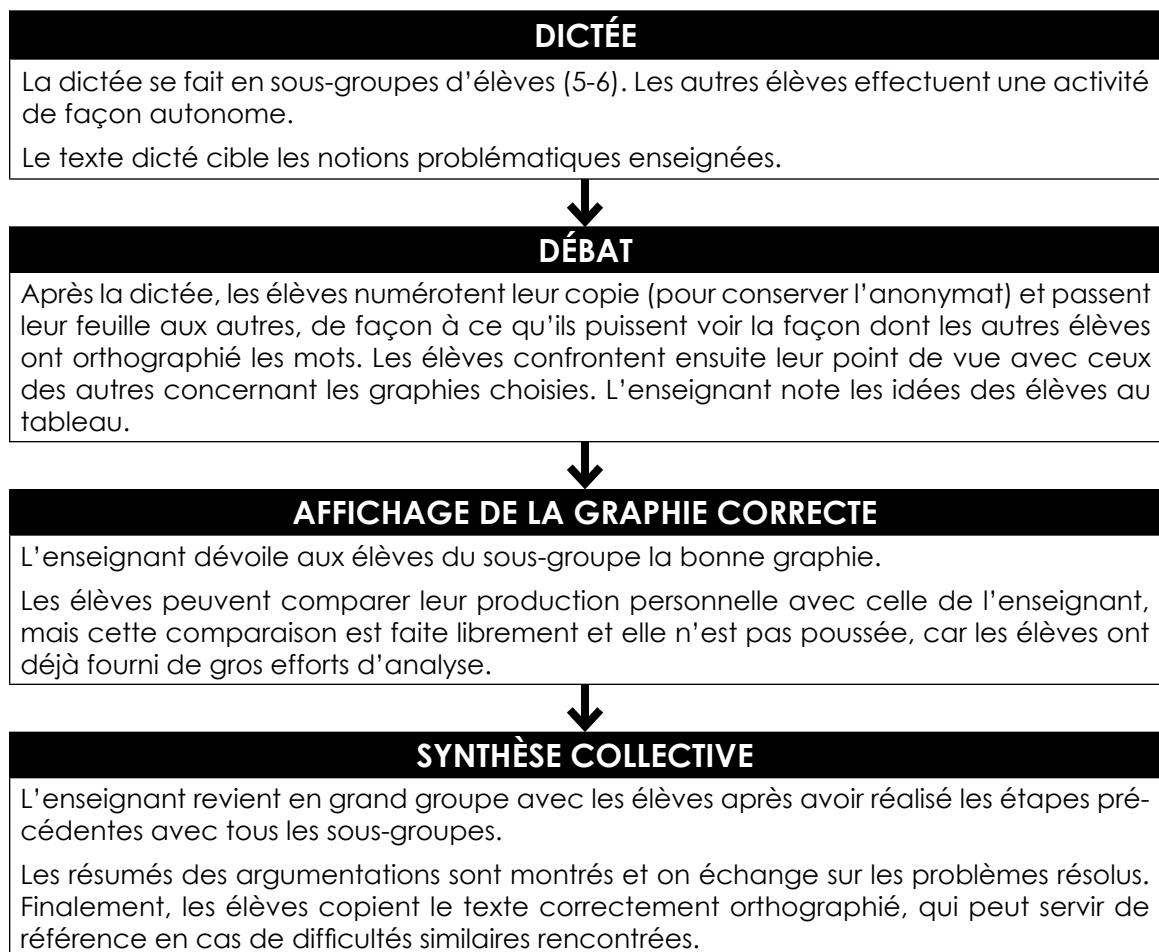 DICTÉE
La dictée se fait en sous-groupes d’élèves (5-6). Les autres élèves effectuent une activité
de façon autonome.
Le texte dicté cible les notions problématiques enseignées.
DÉBAT
Après la dictée, les élèves numérotent leur copie (pour conserver l’anonymat) et passent
leur feuille aux autres, de façon à ce qu’ils puissent voir la façon dont les autres élèves
ont orthographié les mots. Les élèves confrontent ensuite leur point de vue avec ceux
des autres concernant les graphies choisies. L’enseignant note les idées des élèves au
tableau.
AFFICHAGE DE LA GRAPHIE CORRECTE
L’enseignant dévoile aux élèves du sous-groupe la bonne graphie.
Les élèves peuvent comparer leur production personnelle avec celle de l’enseignant,
mais cette comparaison est faite librement et elle n’est pas poussée, car les élèves ont
déjà fourni de gros efforts d’analyse.
SYNTHÈSE COLLECTIVE
L’enseignant revient en grand groupe avec les élèves après avoir réalisé les étapes pré-
cédentes avec tous les sous-groupes.
Les résumés des argumentations sont montrés et on échange sur les problèmes résolus.
Finalement, les élèves copient le texte correctement orthographié, qui peut servir de
référence en cas de difficultés similaires rencontrées.